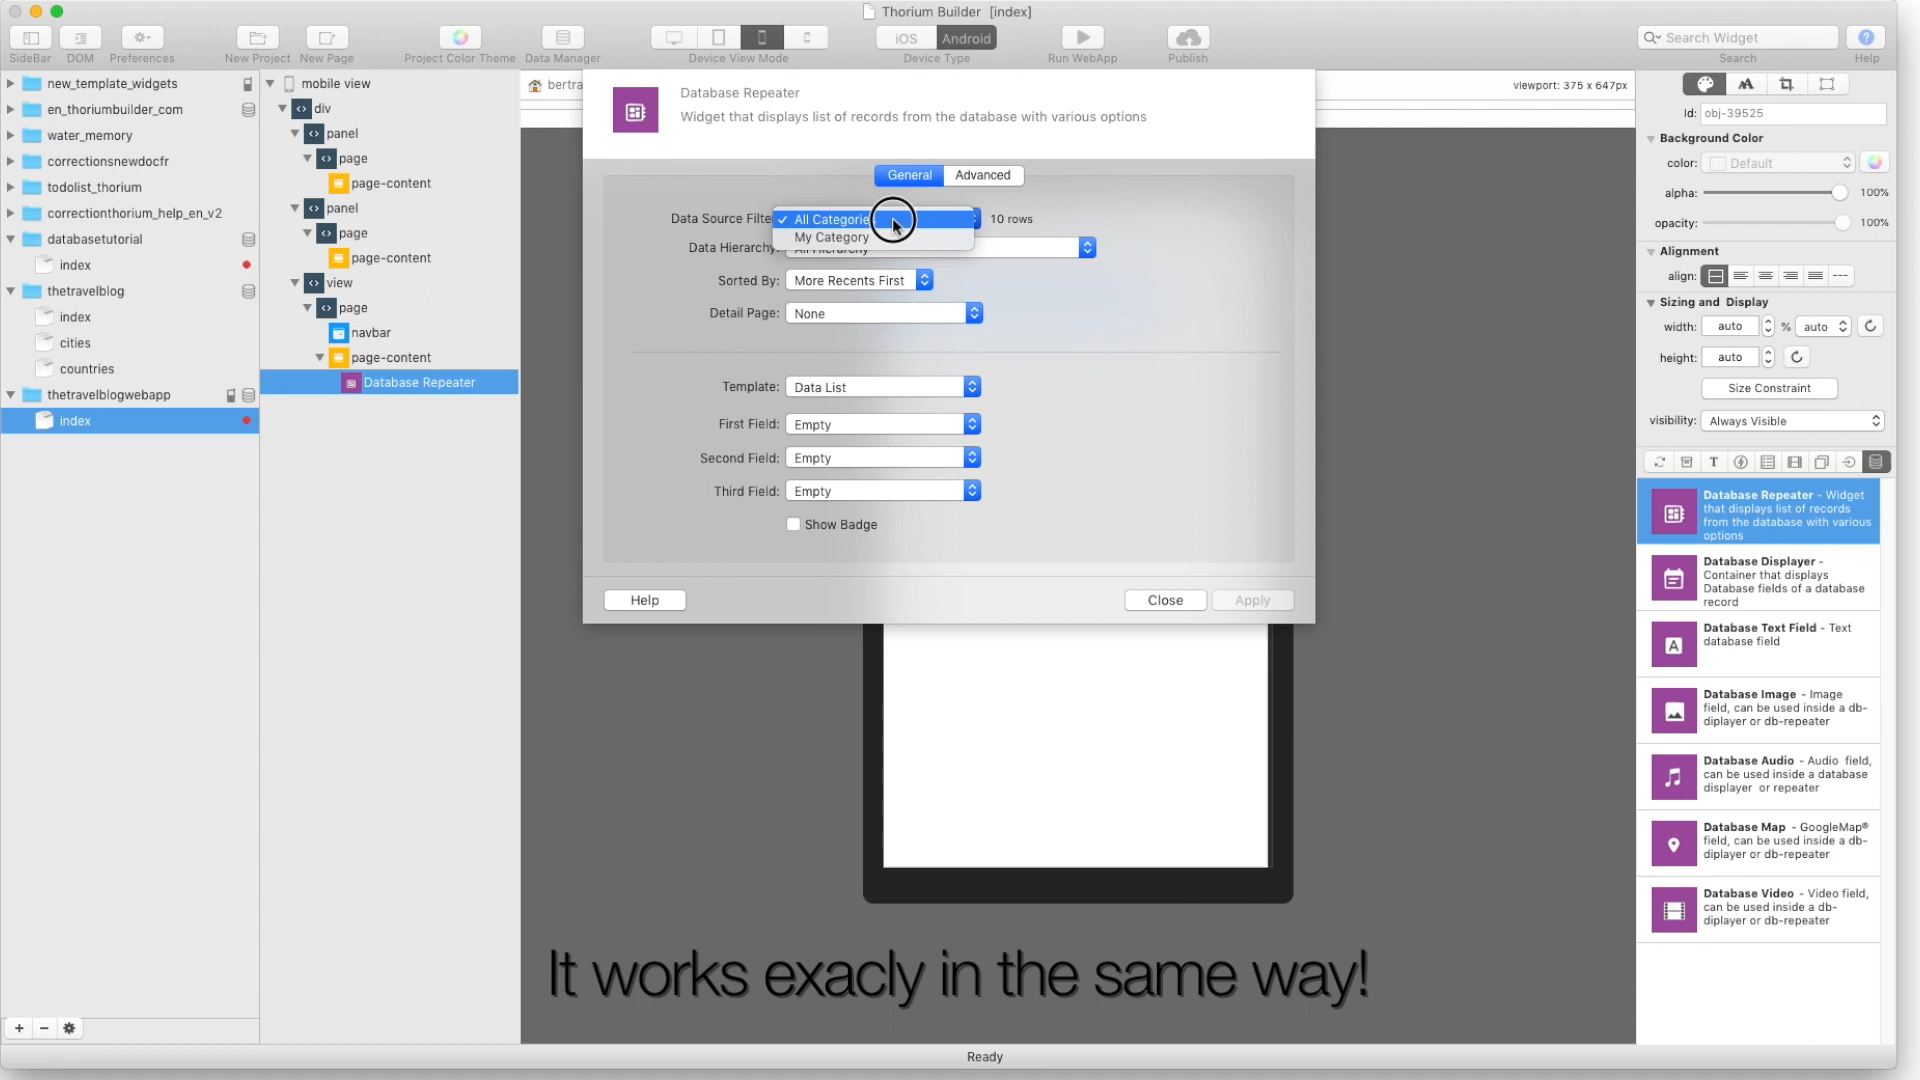 Thorium Builder [index]
SideBar DOM Preferences New Project New Page Project Color Theme Data Manager Device View Mode iOS Android Device Type Run WebApp Publish Search Widget Search Help
new_template_widgets
en_thoriumbuilder_com
water_memory
correctionsnewdocfr
todolist_thorium
correctionthorium_help_en_v2
databasetutorial
index
thetravelblog
index
cities
countries
thetravelblogwebapp
index
mobile view
div
panel
page
page-content
panel
page
page-content
view
page
navbar
page-content
Database Repeater
bertra
viewport: 375 x 647px
Database Repeater
Widget that displays list of records from the database with various options
General Advanced
Data Source Filte All Categorie 10 rows
My Category
Data Hierarchy: All Hierarchy
Sorted By: More Recents First
Detail Page: None
Template: Data List
First Field: Empty
Second Field: Empty
Third Field: Empty
Show Badge
Help Close Apply
It works exacly in the same way!
Id: obj-39525
Background Color
color: Default
alpha: 100%
opacity: 100%
Alignment
align:
Sizing and Display
width: auto % auto
height: auto
Size Constraint
visibility: Always Visible
Database Repeater - Widget
that displays list of records
from the database with various
options
Database Displayer -
Container that displays
Database fields of a database
record
Database Text Field - Text
database field
Database Image - Image
field, can be used inside a db-
diplayer or db-repeater
Database Audio - Audio field,
can be used inside a database
displayer or repeater
Database Map - GoogleMap®
field, can be used inside a db-
diplayer or db-repeater
Database Video - Video field,
can be used inside a db-
diplayer or db-repeater
Ready